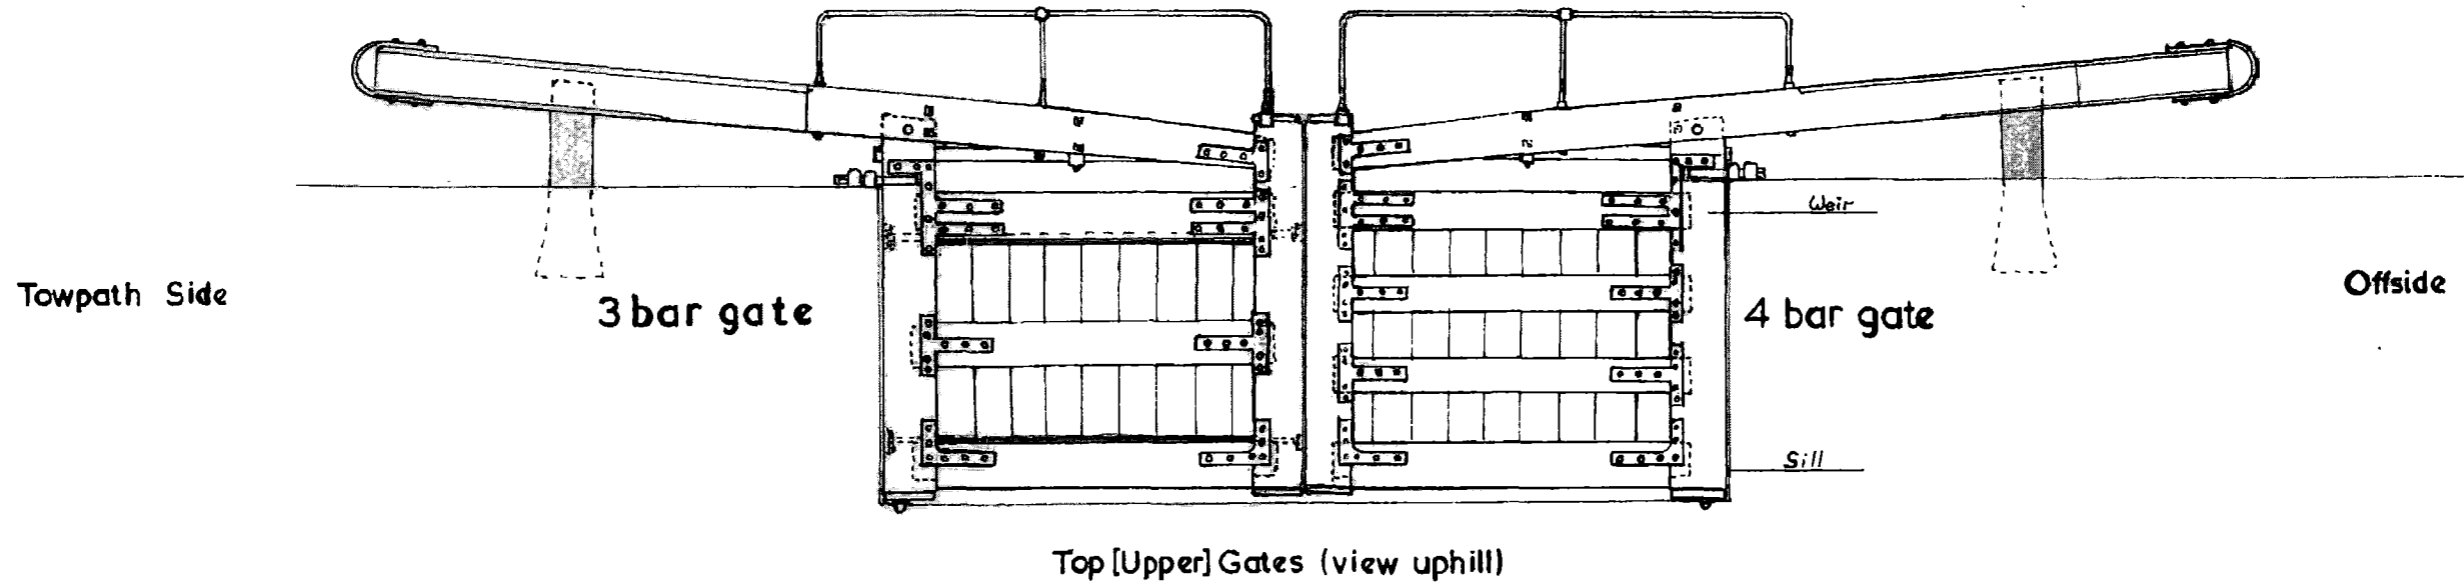 Weir
Towpath Side
3 bar gate
4 bar gate
Offside
Sill
Top [Upper] Gates (view uphill)